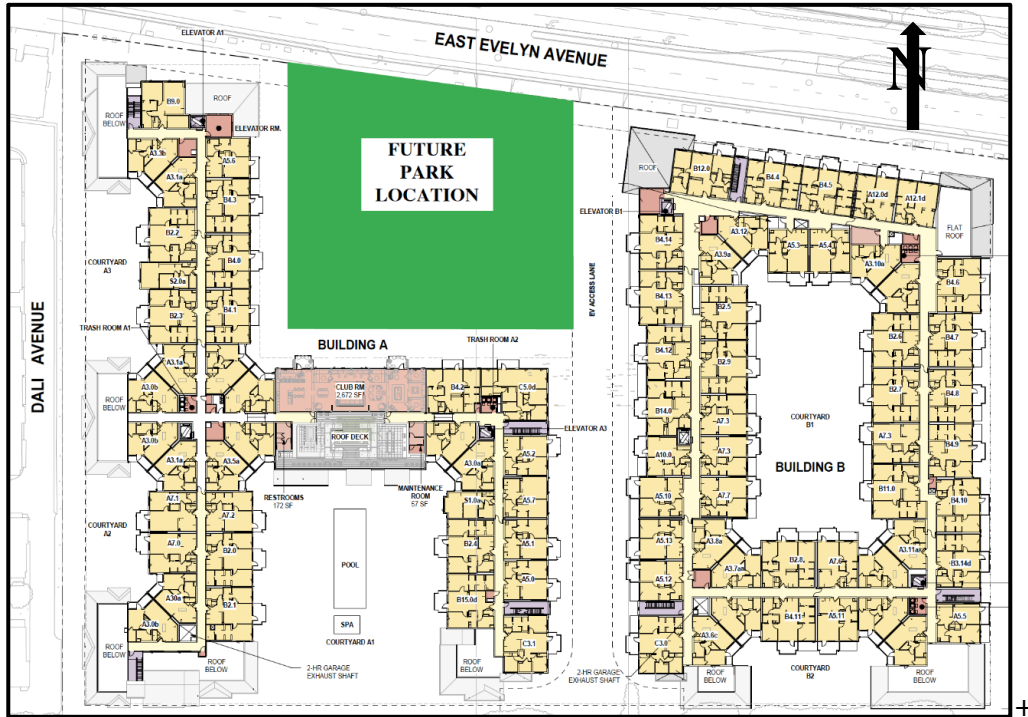 ELEVATOR A1
EAST EVELYN AVENUE
N
ROOF
BELOW
B9.0
ROOF
ELEVATOR RM.
A3.3b
A5.6
A3.1a
B4.3
FUTURE
PARK
LOCATION
ROOF
B12.0
B4.4
B4.5
A12.0d
A12.1d
ELEVATOR B1
FLAT
ROOF
B2.2
COURTYARD
A3
B4.0
S2.0a
B2.3
B4.1
B4.14
A3.12
A3.9a
A5.3
A5.4
A3.10a
B4.6
B4.13
B2.5
EV ACCESS LANE
DALI AVENUE
TRASH ROOM A1
BUILDING A
TRASH ROOM A2
B4.12
B2.9
B2.6
B4.7
A3.1a
ROOF
BELOW
A3.0b
CLUB RM
2,672 SF
B4.2
C5.0d
B2.7
B4.8
COURTYARD
B1
B14.0
A7.3
ROOF DECK
ELEVATOR A3
A3.0b
ROOF
BELOW
A3.1a
A3.5a
A3.0a
A5.2
A10.8
A7.3
A7.3
B4.9
BUILDING B
RESTROOMS
172 SF
MAINTENANCE
ROOM
57 SF
A5.7
A5.10
A7.7
B11.0
B4.10
A7.1
A7.2
S1.0a
COURTYARD
A2
A7.0
B2.0
POOL
B2.4
A5.1
A5.13
A3.8a
B2.8
A7.6
A3.11a
B3.14d
A5.0
A5.12
A3.7a
A30a
B2.1
B15.0d
A3.0b
SPA
COURTYARD A1
C3.1
C3.0
A3.6c
B4.11
A5.11
A5.5
ROOF
BELOW
ROOF
BELOW
2-HR GARAGE
EXHAUST SHAFT
ROOF
BELOW
2-HR GARAGE
EXHAUST SHAFT
ROOF
BELOW
COURTYARD
B2
ROOF
BELOW